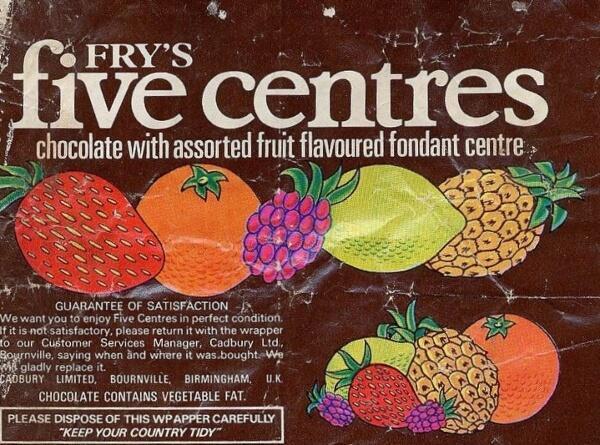 FRY'S
five centres
chocolate with assorted fruit flavoured fondant centre
GUARANTEE OF SATISFACTION
We want you to enjoy Five Centres in perfect condition.
If it is not satisfactory, please return it with the wrapper
to our Customer Services Manager, Cadbury Ltd.,
Bournville, saying when and where it was bought. We
will gladly replace it.
CADBURY LIMITED, BOURNVILLE, BIRMINGHAM, U.K.
CHOCOLATE CONTAINS VEGETABLE FAT.
PLEASE DISPOSE OF THIS WRAPPER CAREFULLY
"KEEP YOUR COUNTRY TIDY"